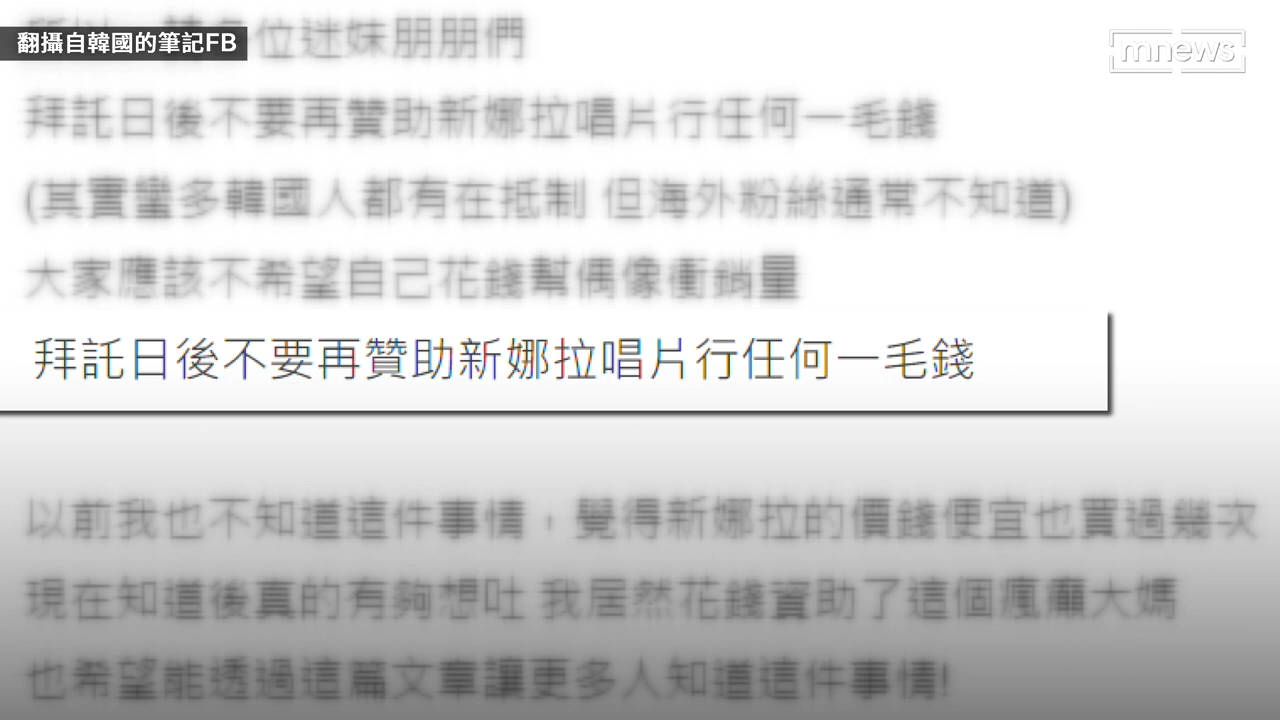 翻攝自韓國的筆記FB
mnews
位迷妹朋朋們
拜託日後不要再贊助新娜拉唱片行任何一毛錢
(其實蠻多韓國人都有在抵制 但海外粉絲通常不知道)
大家應該不希望自己花錢幫偶像衝銷量
拜託日後不要再贊助新娜拉唱片行任何一毛錢
以前我也不知道這件事情，覺得新娜拉的價錢便宜也買過幾次
現在知道後真的有夠想吐 我居然花錢資助了這個瘋癲大媽
也希望能透過這篇文章讓更多人知道這件事情!